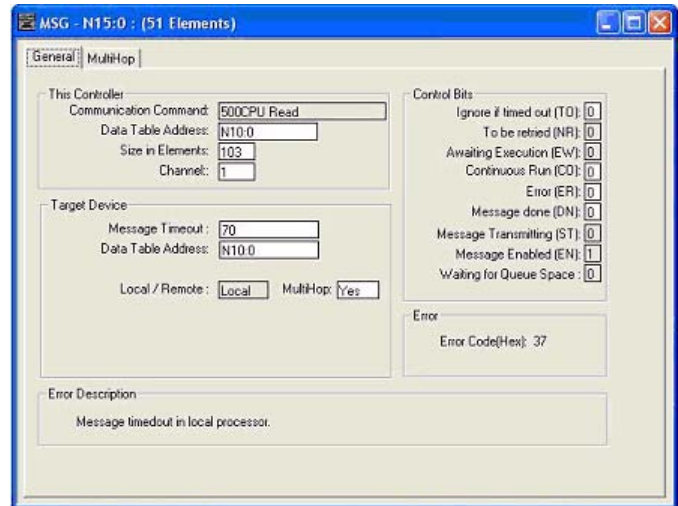 MSG - N15:0 : (51 Elements)
General MultiHop
This Controller
Communication Command: 500CPU Read
Data Table Address: N10:0
Size in Elements: 103
Channel: 1
Target Device
Message Timeout : 70
Data Table Address: N10:0
Local / Remote : Local MultiHop: Yes
Control Bits
Ignore if timed out (TO): 0
To be retried (NR): 0
Awaiting Execution (EW): 0
Continuous Run (CO): 0
Error (ER): 0
Message done (DN): 0
Message Transmitting (ST): 0
Message Enabled (EN): 1
Waiting for Queue Space : 0
Error
Error Code(Hex): 37
Error Description
Message timedout in local processor.